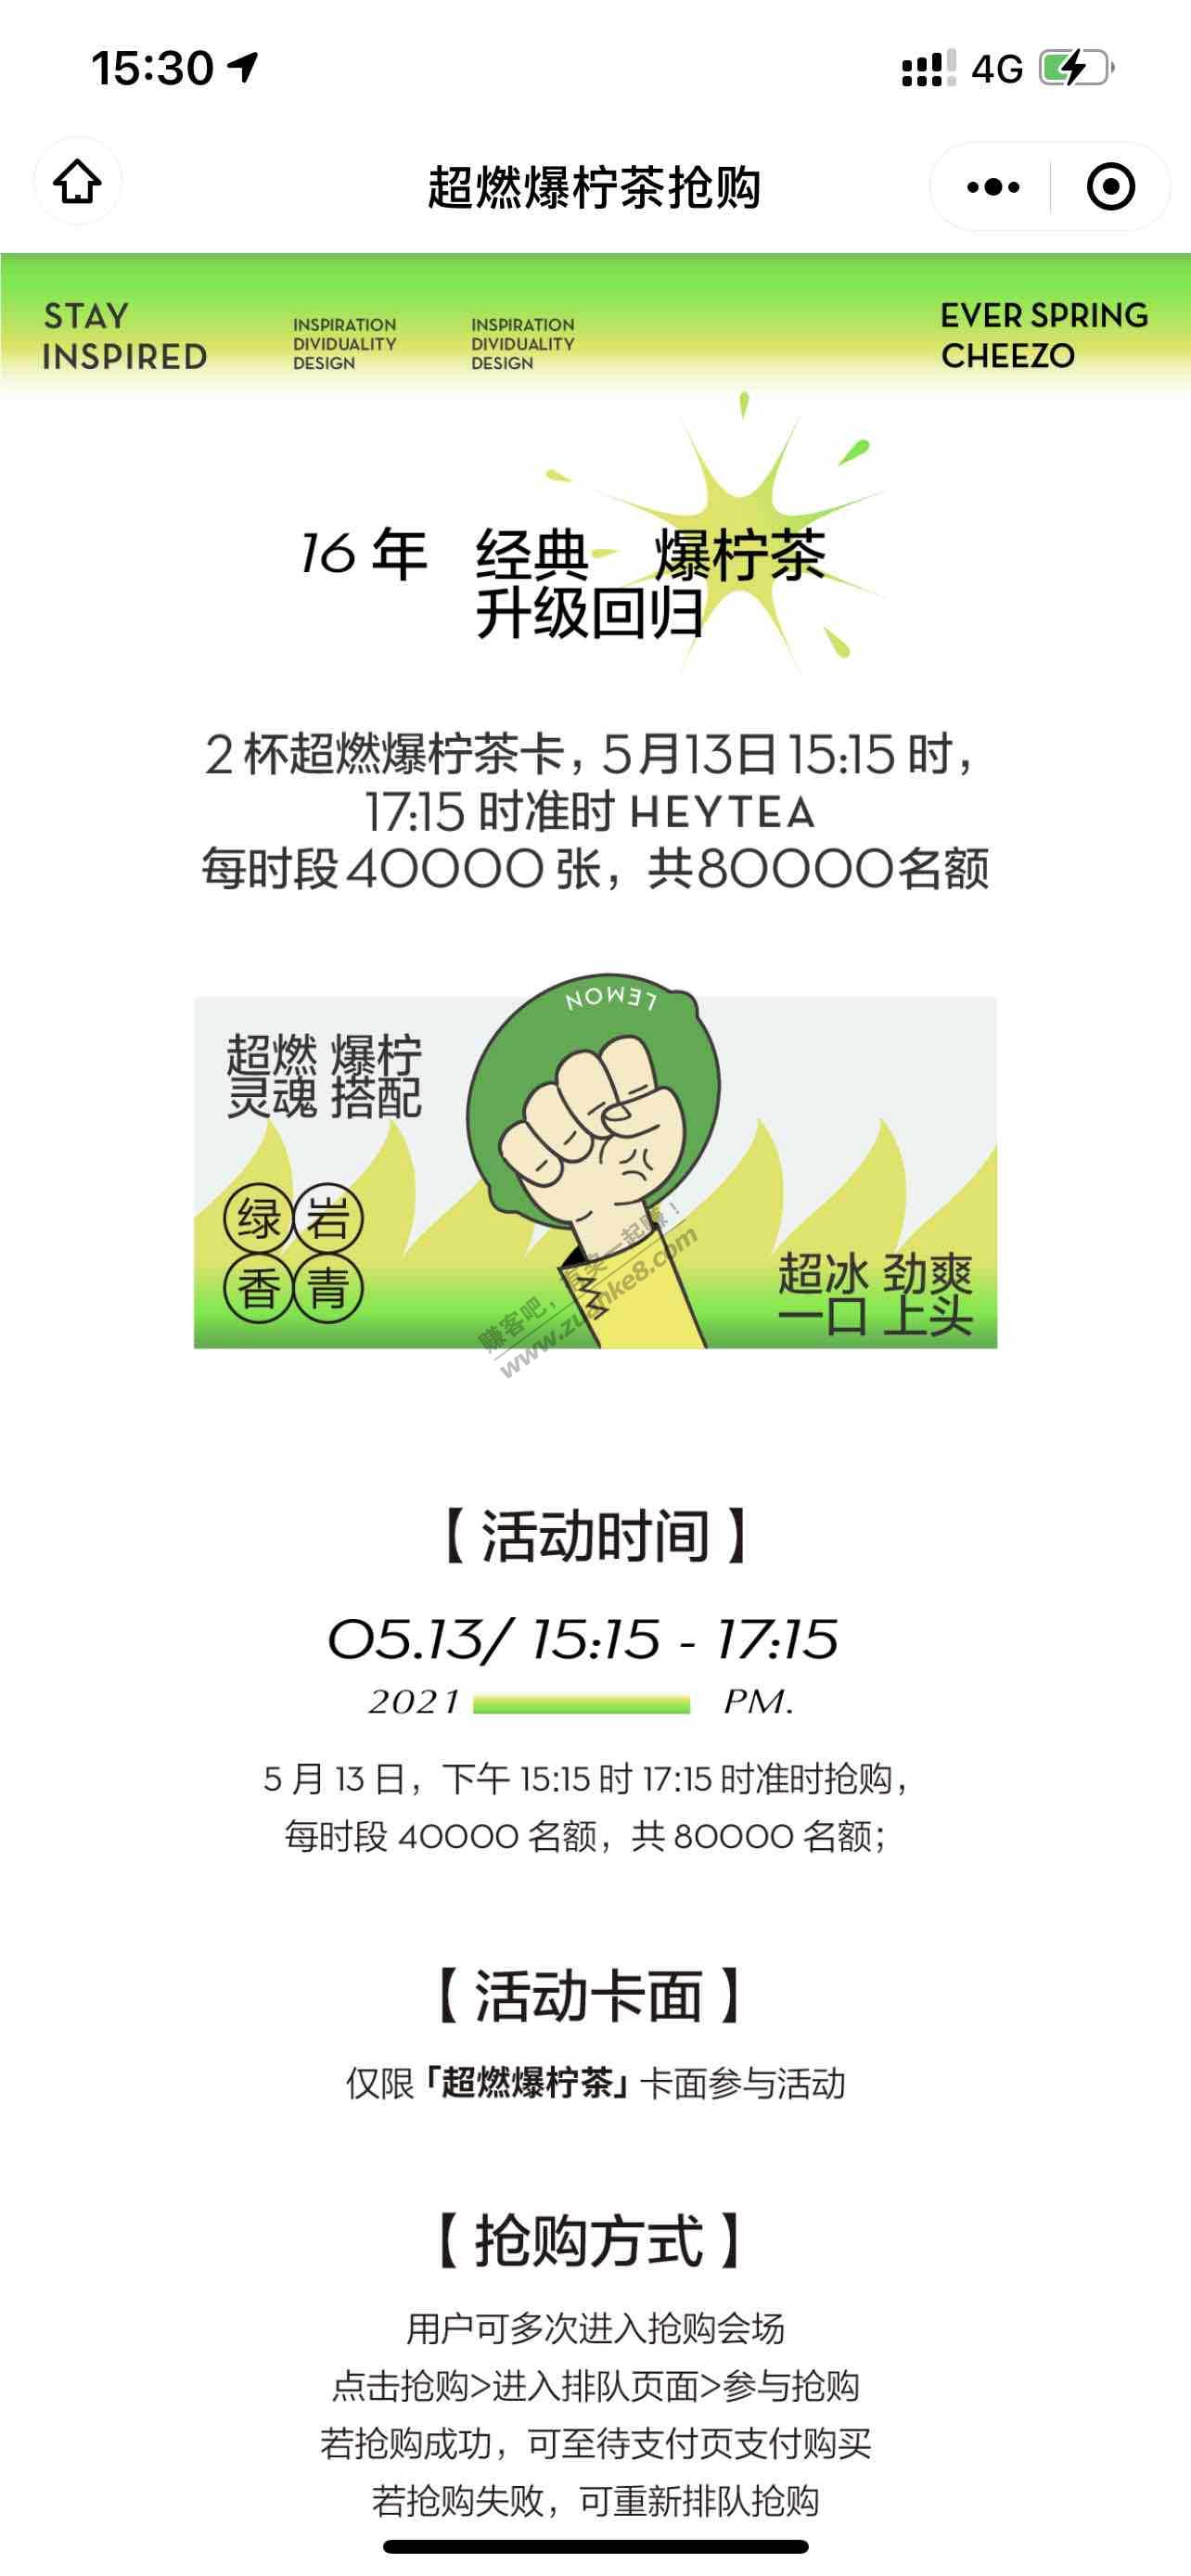 15:30
4G
超燃爆柠茶抢购
STAY
INSPIRED
INSPIRATION
DIVIDUALITY
DESIGN
INSPIRATION
DIVIDUALITY
DESIGN
EVER SPRING
CHEEZO
16 年 经典 爆柠茶
升级回归
2 杯超燃爆柠茶卡，5月13日 15:15 时，
17:15 时准时 HEYTEA
每时段 40000 张，共80000名额
LEMON
超燃 爆柠
灵魂 搭配
绿岩
香青
超冰 劲爽
一口 上头
赚客吧，有奖一起赚！
www.zuanke8.com
【 活动时间 】
05.13/ 15:15 - 17:15
2021 PM.
5 月 13 日，下午 15:15 时 17:15 时准时抢购，
每时段 40000 名额，共 80000 名额；
【 活动卡面 】
仅限「超燃爆柠茶」卡面参与活动
【 抢购方式 】
用户可多次进入抢购会场
点击抢购>进入排队页面>参与抢购
若抢购成功，可至待支付页支付购买
若抢购失败，可重新排队抢购